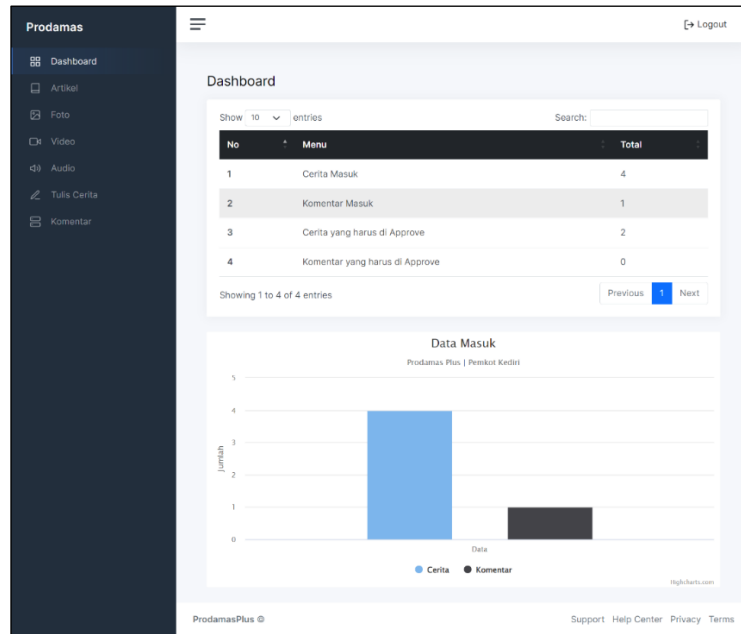 Prodamas
Logout
Dashboard
Artikel
Foto
Video
Audio
Tulis Cerita
Komentar
Dashboard
Show 10 entries Search:
No Menu Total
1 Cerita Masuk 4
2 Komentar Masuk 1
3 Cerita yang harus di Approve 2
4 Komentar yang harus di Approve 0
Showing 1 to 4 of 4 entries Previous 1 Next
Data Masuk
Prodamas Plus | Pemkot Kediri
5
4
3
2
1
0
Jumlah
Data
Cerita Komentar
Highcharts.com
ProdamasPlus © Support Help Center Privacy Terms